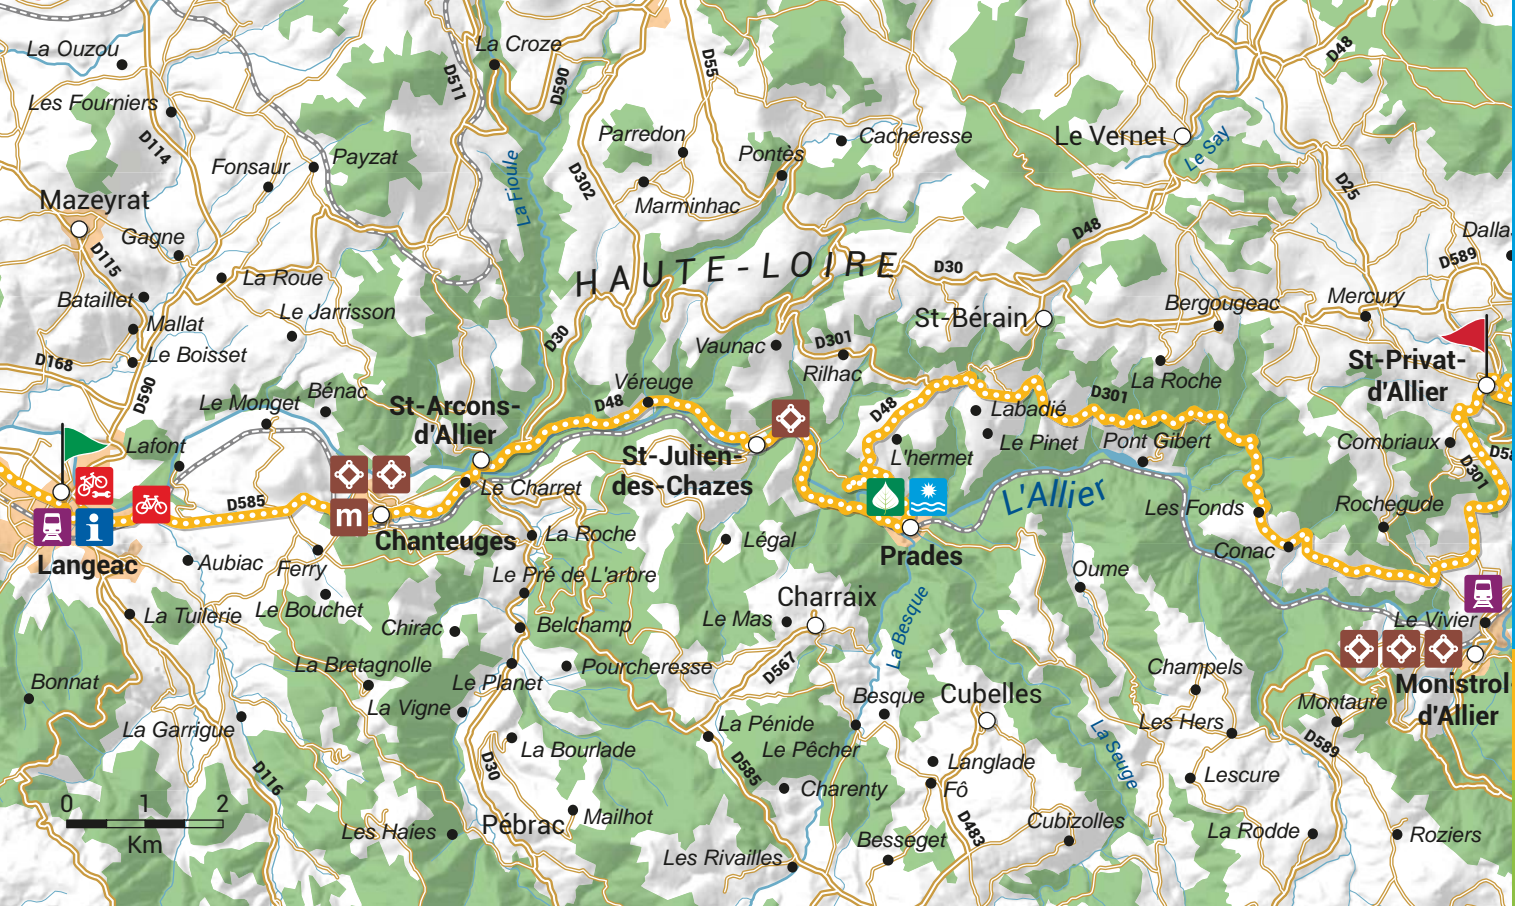 La Ouzou
La Croze
D48
D511
D590
D55
Les Fourniers
D114
Parredon
Cacheresse
Le Vernet
Le Say
Fonsaur
Payzat
La Fioule
D302
Pontès
Marminhac
D25
Mazeyrat
Gagne
D115
La Roue
HAUTE-LOIRE
D30
D48
Dalla
D589
Bataillet
Mallat
Le Jarrisson
St-Bérain
Bergougeac
Mercury
D30
Le Boisset
D168
Vaunac
D301
Rilhac
St-Privat-
d'Allier
D590
Bénac
Le Monget
St-Arcons-
d'Allier
Véreuge
D48
La Roche
D301
D48
Labadié
Lafont
St-Julien-
des-Chazes
L'hermet
Le Pinet
Pont Gibert
Combriaux
D58
D301
D585
Le Charret
L'Allier
Les Fonds
Rochegude
i
m
Chanteuges
La Roche
Légal
Prades
Conac
Langeac
Aubiac
Ferry
Le Pré de L'arbre
Oume
Le Bouchet
La Tuilerie
Chirac
Belchamp
Charraix
Le Mas
La Besque
Le Vivier
La Bretagnolle
Le Planet
Pourcheresse
D567
Champels
Monistrol-
d'Allier
Bonnat
La Vigne
Besque
Cubelles
Montaure
La Garrigue
La Pénide
Le Pêcher
La Seuge
Les Hers
D589
La Bourlade
D30
D585
Langlade
Lescure
D116
Charenty
Fô
0 1 2
Km
Les Haies
Pébrac
Mailhot
Besseget
D483
Cubizolles
La Rodde
Roziers
Les Rivailles